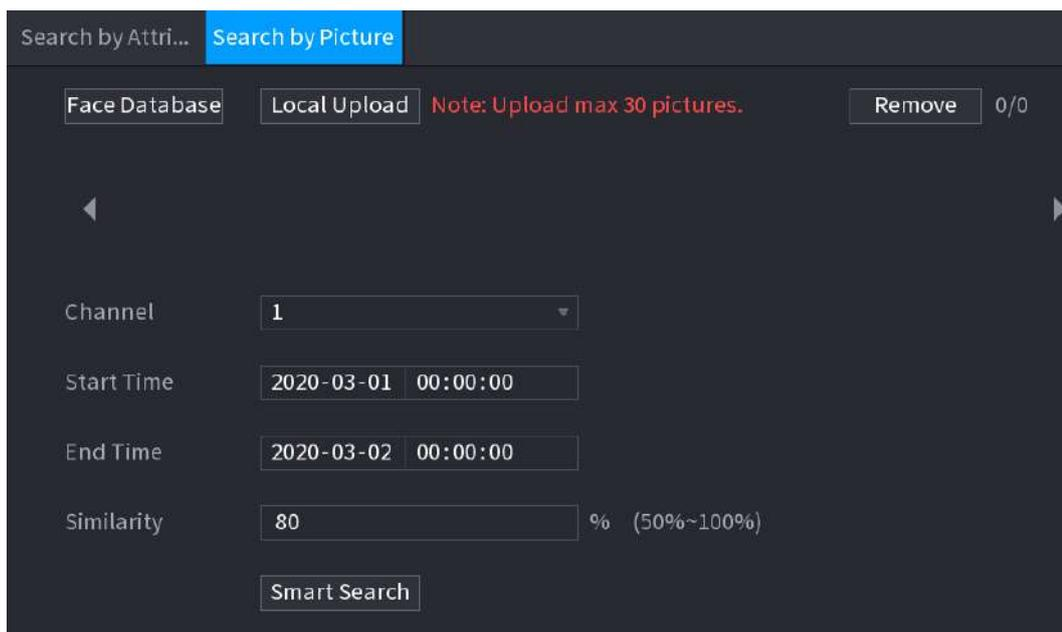 Search by Attri... Search by Picture
Face Database Local Upload Note: Upload max 30 pictures. Remove 0/0
Channel 1
Start Time 2020-03-01 00:00:00
End Time 2020-03-02 00:00:00
Similarity 80 % (50%~100%)
Smart Search